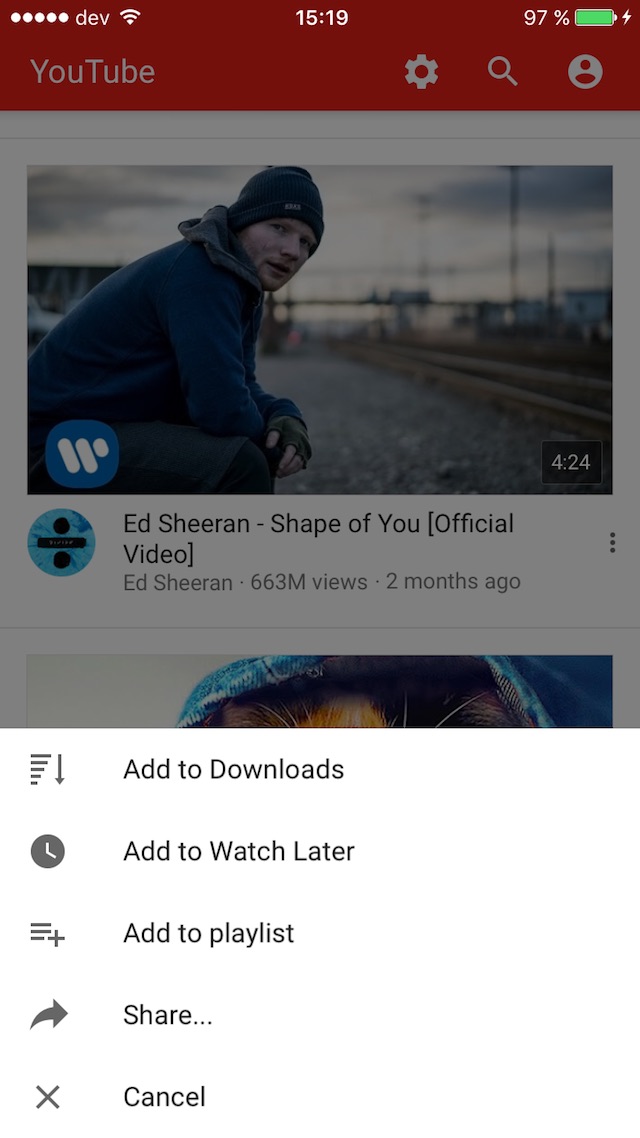 dev 15:19 97 %
YouTube
4:24
Ed Sheeran - Shape of You [Official
Video]
Ed Sheeran · 663M views · 2 months ago
Add to Downloads
Add to Watch Later
Add to playlist
Share...
Cancel